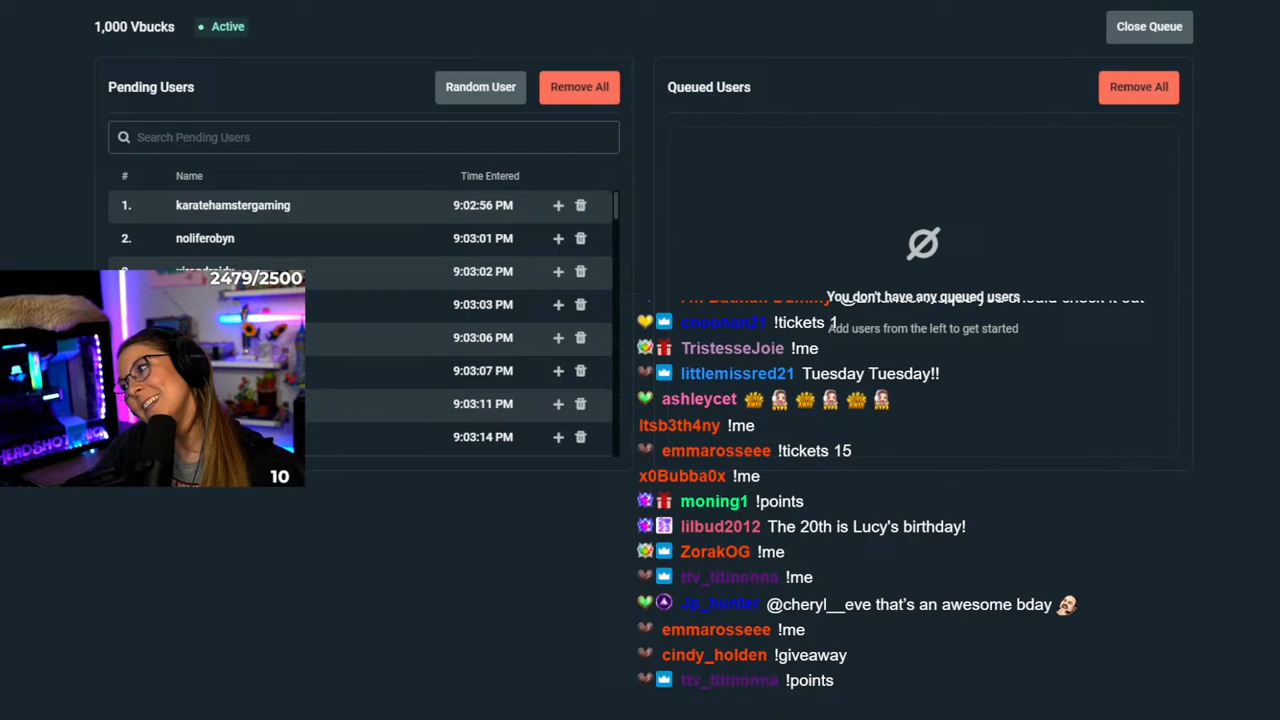 1,000 Vbucks
Active
Close Queue
Pending Users
Random User
Remove All
Search Pending Users
# Name Time Entered
1. karatehamstergaming 9:02:56 PM
2. noliferobyn 9:03:01 PM
9:03:02 PM
9:03:03 PM
9:03:06 PM
9:03:07 PM
9:03:11 PM
9:03:14 PM
2479/2500
10
Queued Users
Remove All
You don't have any queued users
Add users from the left to get started
cnoonan21 !tickets 1
TristesseJoie !me
littlemissred21 Tuesday Tuesday!!
ashleycet
Itsb3th4ny !me
emmarosseee !tickets 15
x0Bubba0x !me
moning1 !points
lilbud2012 The 20th is Lucy's birthday!
ZorakOG !me
ttv_titinonna !me
Jp_hunter @cheryl__eve that's an awesome bday
emmarosseee !me
cindy_holden !giveaway
ttv_titinonna !points